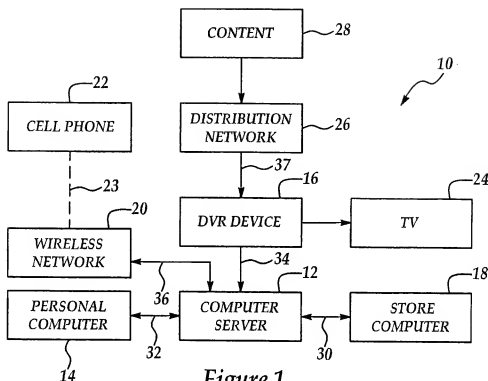 CONTENT
28
10
22
CELL PHONE
DISTRIBUTION
NETWORK
26
23
37
16
24
20
DVR DEVICE
TV
WIRELESS
NETWORK
34
12
18
36
PERSONAL
COMPUTER
COMPUTER
SERVER
STORE
COMPUTER
32
30
14
Figure 1